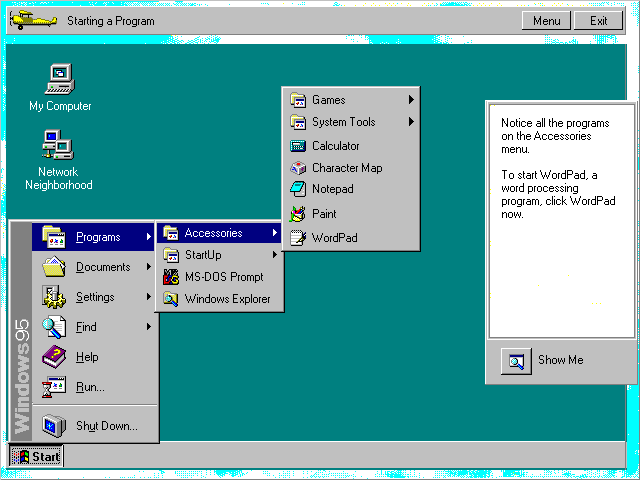 Starting a Program
Menu
Exit
My Computer
Network
Neighborhood
Games
System Tools
Calculator
Character Map
Notepad
Paint
WordPad
Notice all the programs
on the Accessories
menu.
To start WordPad, a
word processing
program, click WordPad
now.
Show Me
Programs
Documents
Settings
Find
Help
Run...
Shut Down...
Accessories
StartUp
MS-DOS Prompt
Windows Explorer
Windows95
Start